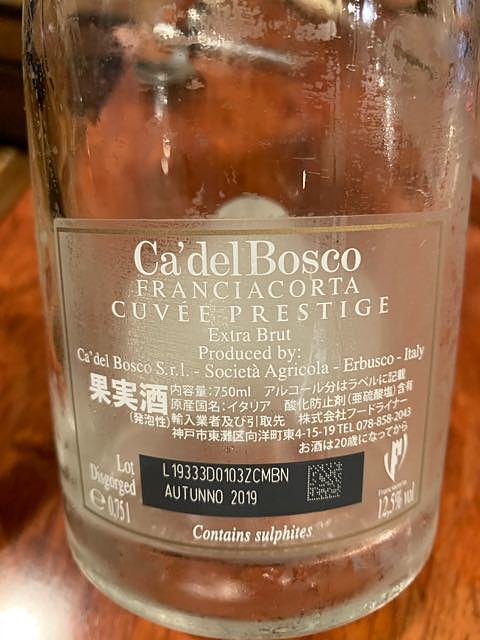 Ca'del Bosco
FRANCIACORTA
CUVÉE PRESTIGE
Extra Brut
Produced by:
Ca' del Bosco S.r.l. - Società Agricola - Erbusco - Italy
果実酒
(発泡性)
内容量:750ml アルコール分はラベルに記載
原産国名:イタリア 酸化防止剤(亜硫酸塩)含有
輸入業者及び引取先 株式会社フードライナー
神戸市東灘区向洋町東4-15-19 TEL 078-858-2043
お酒は20歳になってから
Lot
Disgorged
L19333D0103ZCMBN
AUTUNNO 2019
℮ 0,75 l
12,5% vol
Contains sulphites